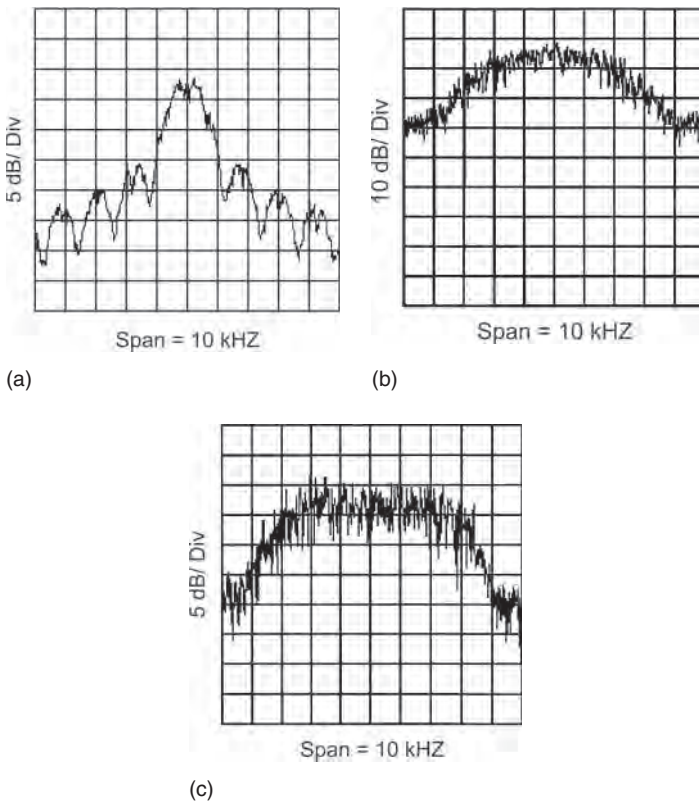 5 dB/ Div
Span = 10 kHZ
(a)
10 dB/ Div
Span = 10 kHZ
(b)
5 dB/ Div
Span = 10 kHZ
(c)